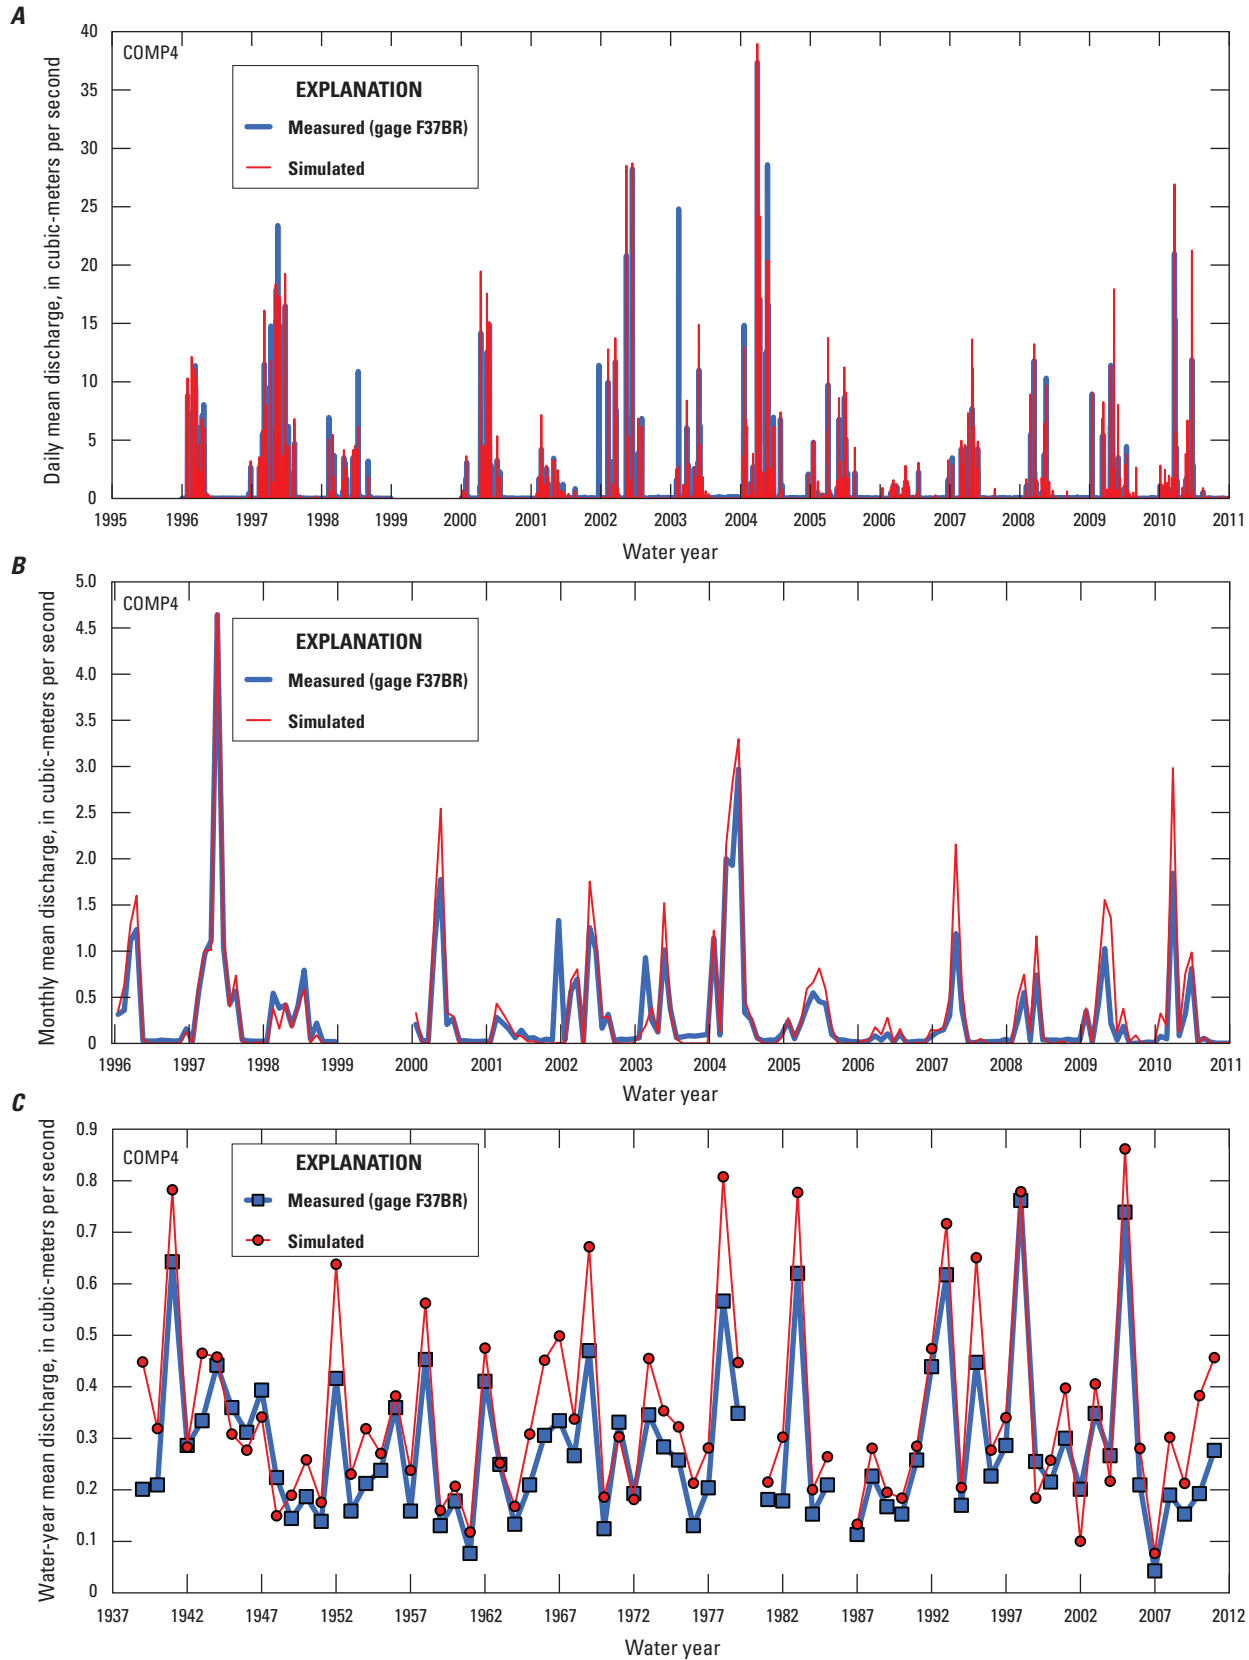 A
Daily mean discharge, in cubic-meters per second
40
35
30
25
20
15
10
5
0
COMP4
EXPLANATION
Measured (gage F37BR)
Simulated
1995 1996 1997 1998 1999 2000 2001 2002 2003 2004 2005 2006 2007 2008 2009 2010 2011
Water year
B
Monthly mean discharge, in cubic-meters per second
5.0
4.5
4.0
3.5
3.0
2.5
2.0
1.5
1.0
0.5
0
COMP4
EXPLANATION
Measured (gage F37BR)
Simulated
1996 1997 1998 1999 2000 2001 2002 2003 2004 2005 2006 2007 2008 2009 2010 2011
Water year
C
Water-year mean discharge, in cubic-meters per second
0.9
0.8
0.7
0.6
0.5
0.4
0.3
0.2
0.1
0
COMP4
EXPLANATION
Measured (gage F37BR)
Simulated
1937 1942 1947 1952 1957 1962 1967 1972 1977 1982 1987 1992 1997 2002 2007 2012
Water year